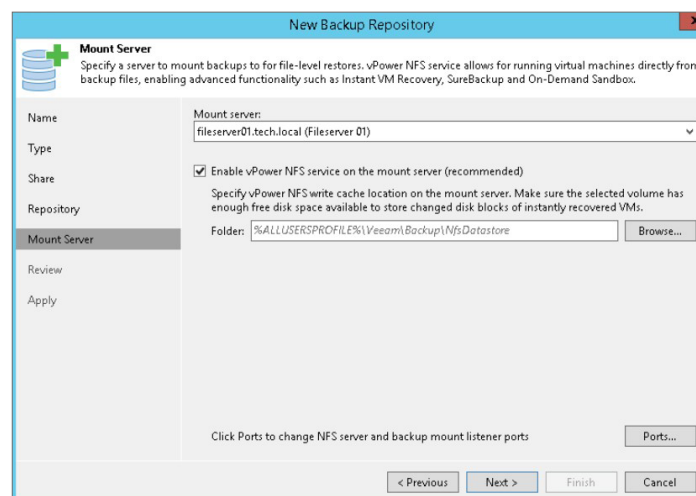 New Backup Repository
Mount Server
Specify a server to mount backups to for file-level restores. vPower NFS service allows for running virtual machines directly from
backup files, enabling advanced functionality such as Instant VM Recovery, SureBackup and On-Demand Sandbox.
Name
Type
Share
Repository
Mount Server
Review
Apply
Mount server:
fileserver01.tech.local (Fileserver 01)
Enable vPower NFS service on the mount server (recommended)
Specify vPower NFS write cache location on the mount server. Make sure the selected volume has
enough free disk space available to store changed disk blocks of instantly recovered VMs.
Folder: %ALLUSERSPROFILE%\Veeam\Backup\NfsDatastore Browse...
Click Ports to change NFS server and backup mount listener ports Ports...
< Previous Next > Finish Cancel